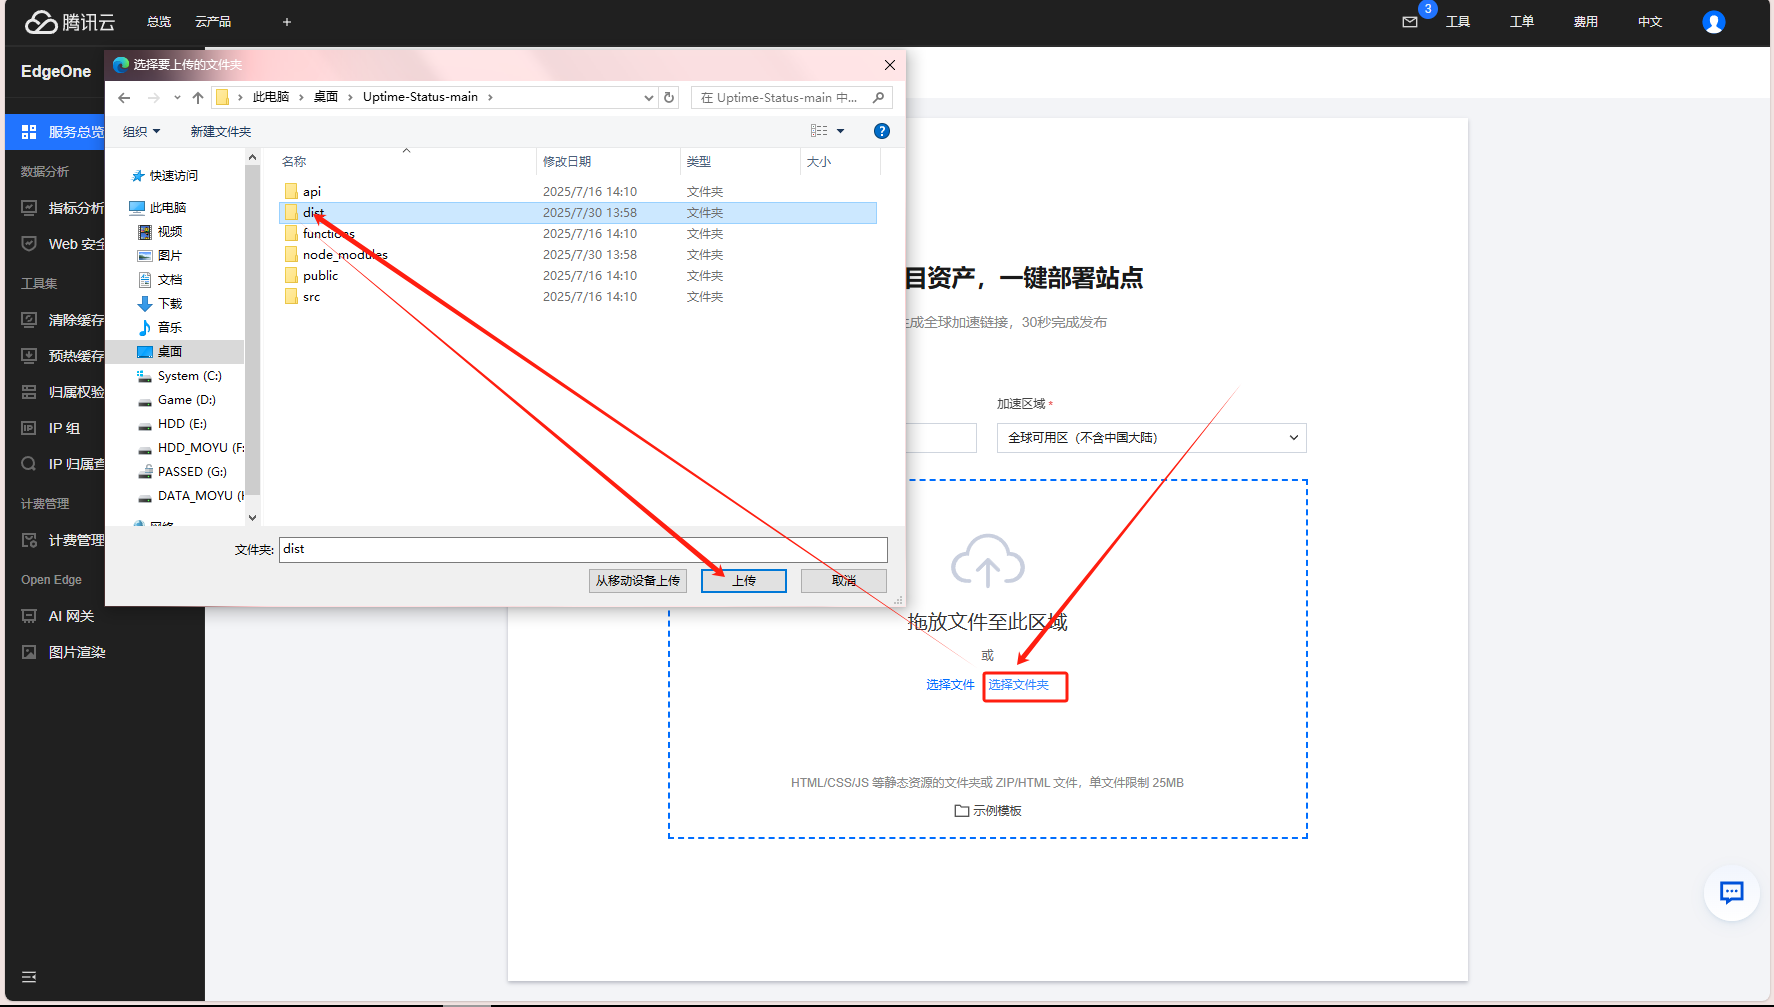 腾讯云
总览
云产品
+
3
工具
工单
费用
中文
EdgeOne
服务总览
数据分析
指标分析
Web 安全
工具集
清除缓存
预热缓存
归属权验
IP 组
IP 归属查
计费管理
计费管理
Open Edge
AI 网关
图片渲染
选择要上传的文件夹
此电脑
桌面
Uptime-Status-main
在 Uptime-Status-main 中...
组织
新建文件夹
名称
修改日期
类型
大小
快速访问
此电脑
视频
图片
文档
下载
音乐
桌面
System (C:)
Game (D:)
HDD (E:)
HDD_MOYU (F:
PASSED (G:)
DATA_MOYU (H
网络
api 2025/7/16 14:10 文件夹
dist 2025/7/30 13:58 文件夹
functions 2025/7/16 14:10 文件夹
node_modules 2025/7/30 13:58 文件夹
public 2025/7/16 14:10 文件夹
src 2025/7/16 14:10 文件夹
文件夹: dist
从移动设备上传
上传
取消
目资产，一键部署站点
生成全球加速链接，30秒完成发布
加速区域 *
全球可用区（不含中国大陆）
拖放文件至此区域
或
选择文件
选择文件夹
HTML/CSS/JS 等静态资源的文件夹或 ZIP/HTML 文件，单文件限制 25MB
示例模板